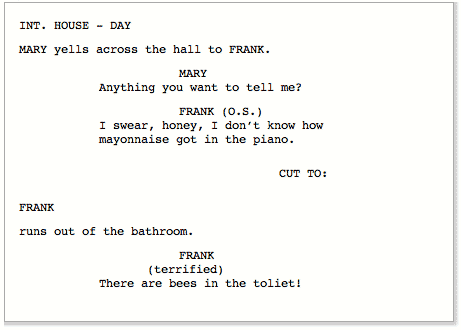 INT. HOUSE – DAY
MARY yells across the hall to FRANK.
MARY
Anything you want to tell me?
FRANK (O.S.)
I swear, honey, I don’t know how
mayonnaise got in the piano.
CUT TO:
FRANK
runs out of the bathroom.
FRANK
(terrified)
There are bees in the toliet!